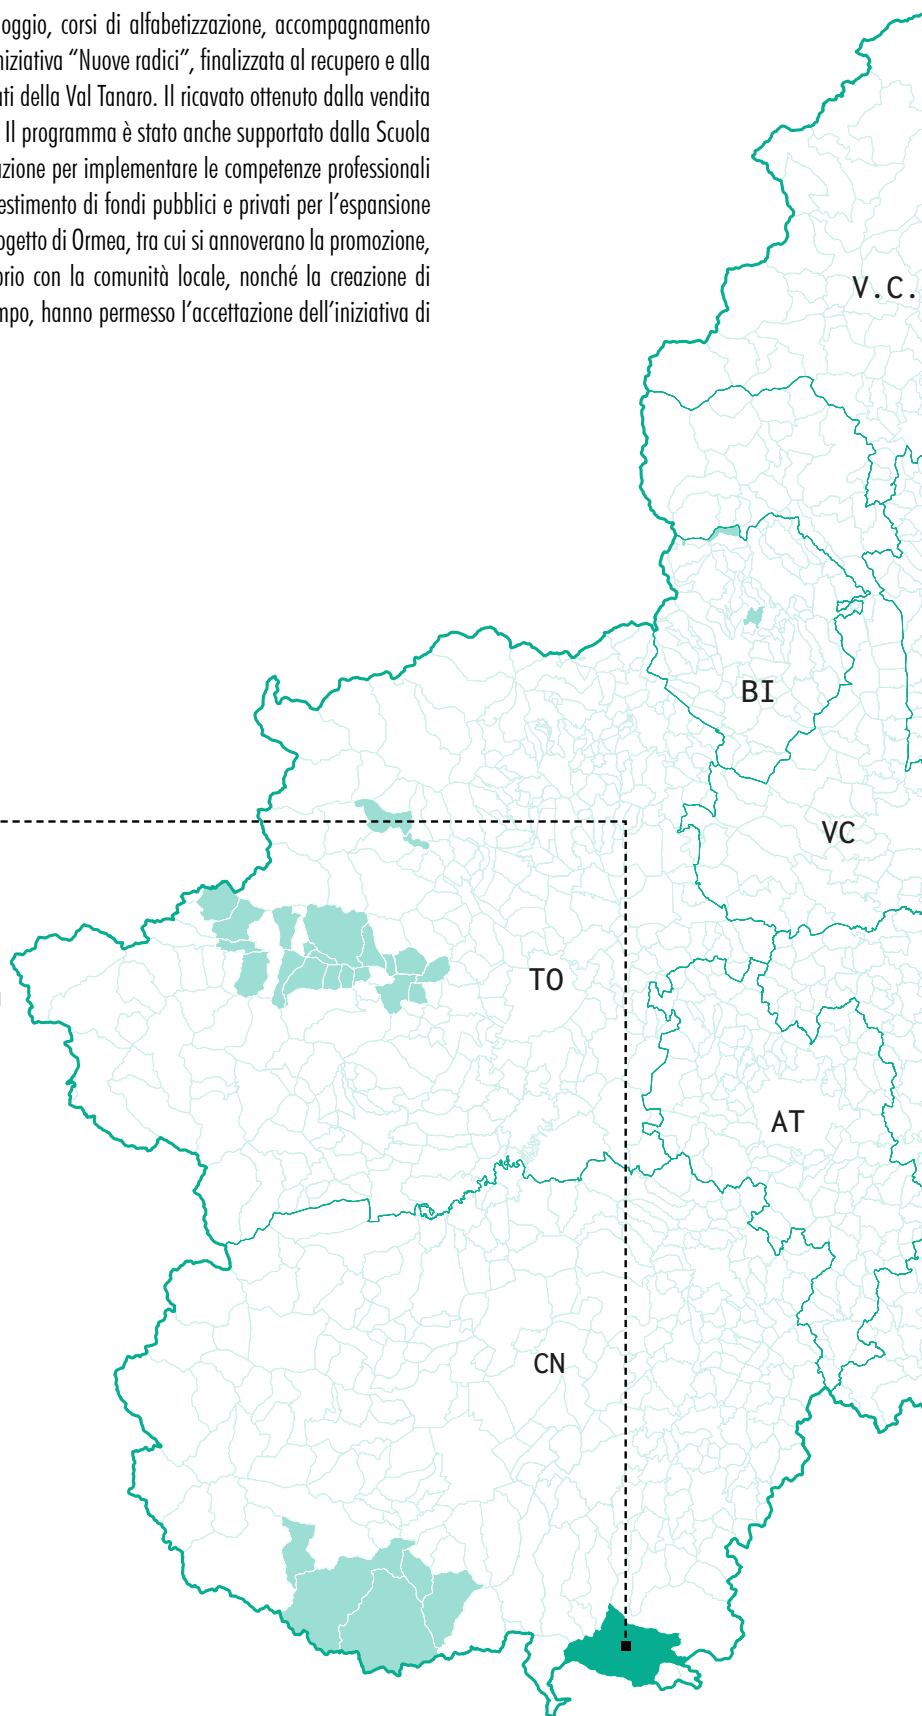 oggio, corsi di alfabetizzazione, accompagnamento
niziativa “Nuove radici”, finalizzata al recupero e alla
ati della Val Tanaro. Il ricavato ottenuto dalla vendita
Il programma è stato anche supportato dalla Scuola
azione per implementare le competenze professionali
estimento di fondi pubblici e privati per l’espansione
ogetto di Ormea, tra cui si annoverano la promozione,
prio con la comunità locale, nonché la creazione di
mpo, hanno permesso l’accettazione dell’iniziativa di
V.C.
BI
VC
TO
AT
CN